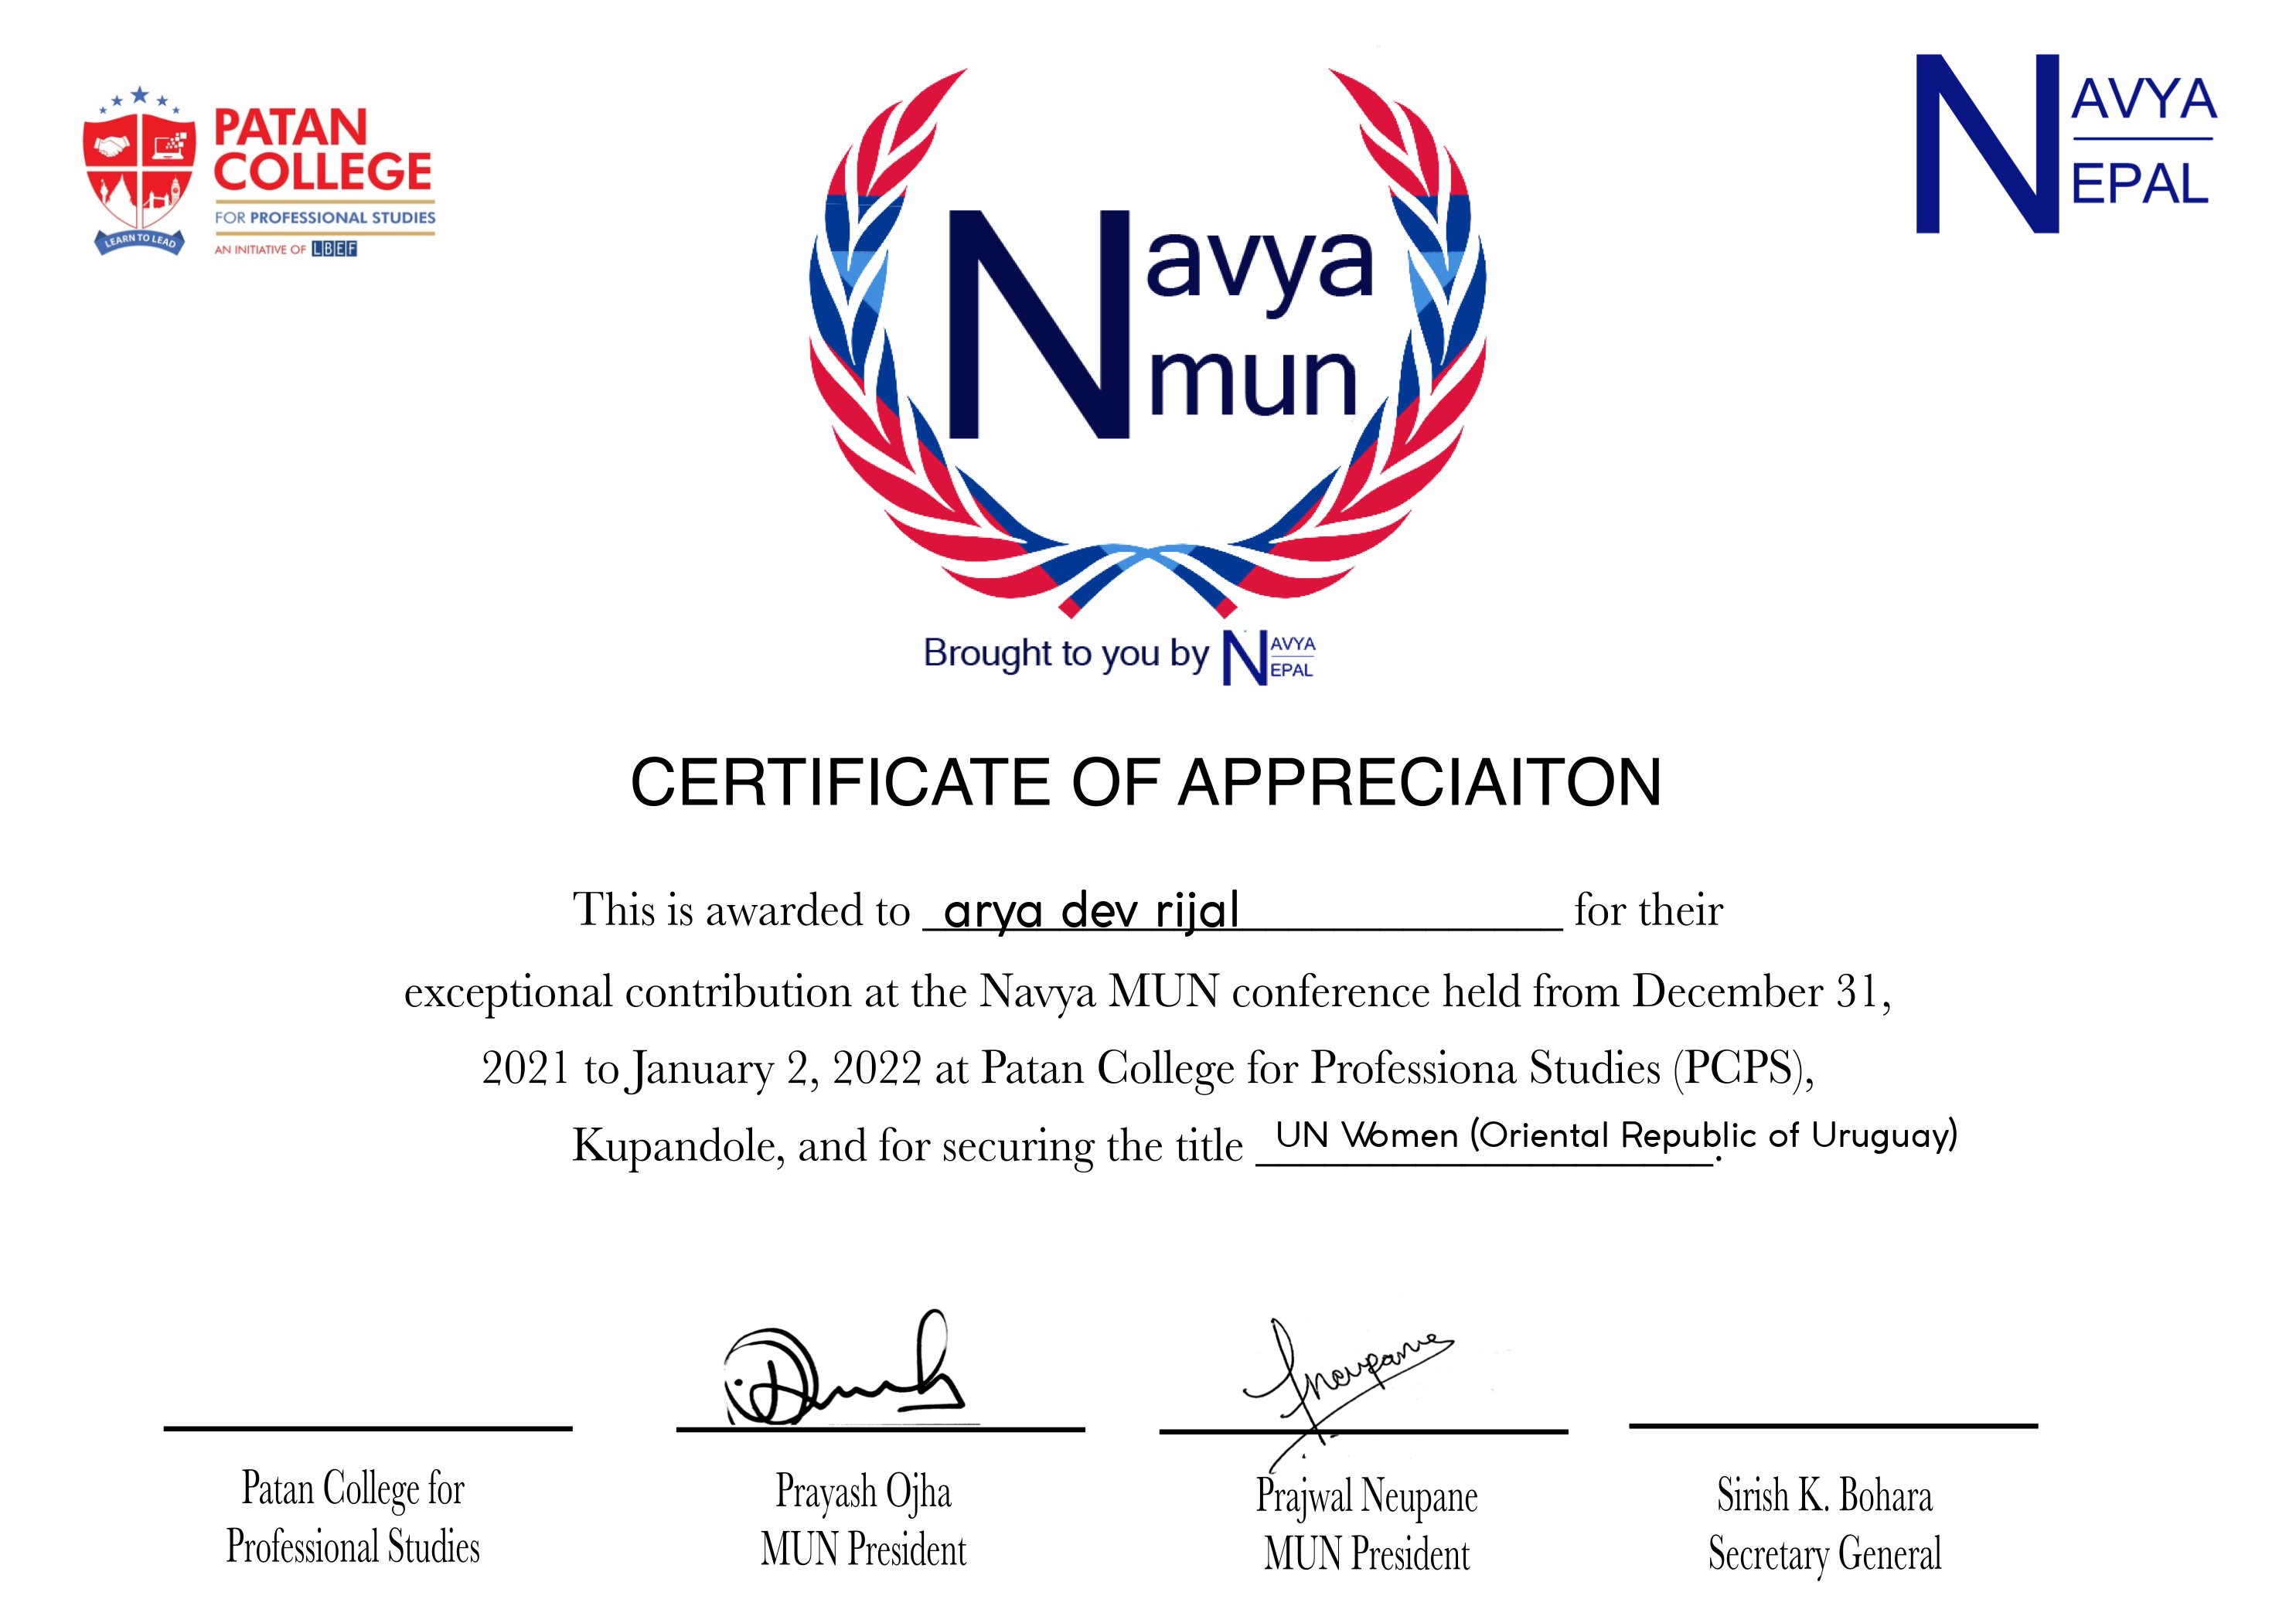 PATAN
COLLEGE
FOR PROFESSIONAL STUDIES
AN INITIATIVE OF LBEF
LEARN TO LEAD
Navya
mun
NAVYA
NEPAL
Brought to you by NAVYA
NEPAL
CERTIFICATE OF APPRECIAITON
This is awarded to arya dev rijal for their
exceptional contribution at the Navya MUN conference held from December 31,
2021 to January 2, 2022 at Patan College for Professiona Studies (PCPS),
Kupandole, and for securing the title UN Women (Oriental Republic of Uruguay).
Neupane
Patan College for
Professional Studies
Prayash Ojha
MUN President
Prajwal Neupane
MUN President
Sirish K. Bohara
Secretary General